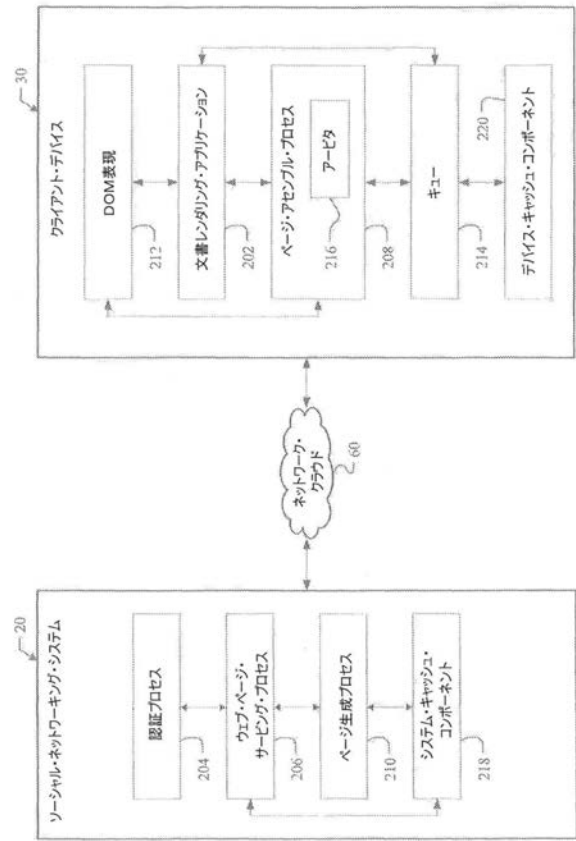 ソーシャル・ネットワーキング・システム
20
認証プロセス
204
ウェブ・ページ・
サービング・プロセス
206
ページ生成プロセス
210
システム・キャッシュ・
コンポーネント
218
ネットワーク・
クラウド
60
クライアント・デバイス
30
DOM表現
212
文書レンダリング・アプリケーション
202
ページ・アセンブル・プロセス
アービタ
216
208
キュー
214
デバイス・キャッシュ・コンポーネント
220